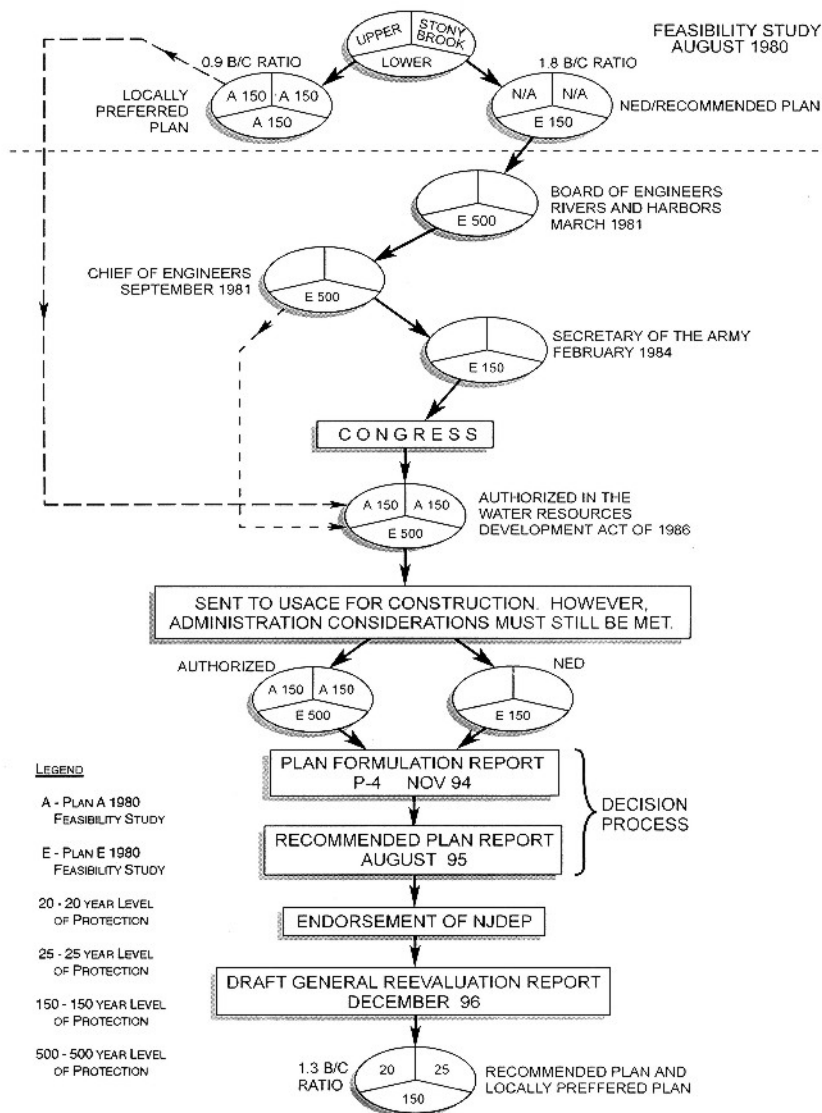 FEASIBILITY STUDY
AUGUST 1980
UPPER
STONY
BROOK
LOWER
0.9 B/C RATIO
1.8 B/C RATIO
LOCALLY
PREFERRED
PLAN
A 150
A 150
A 150
N/A
N/A
E 150
NED/RECOMMENDED PLAN
E 500
BOARD OF ENGINEERS
RIVERS AND HARBORS
MARCH 1981
CHIEF OF ENGINEERS
SEPTEMBER 1981
E 500
E 150
SECRETARY OF THE ARMY
FEBRUARY 1984
CONGRESS
A 150
A 150
E 500
AUTHORIZED IN THE
WATER RESOURCES
DEVELOPMENT ACT OF 1986
SENT TO USACE FOR CONSTRUCTION. HOWEVER,
ADMINISTRATION CONSIDERATIONS MUST STILL BE MET.
AUTHORIZED
NED
A 150
A 150
E 500
E 150
PLAN FORMULATION REPORT
P-4 NOV 94
RECOMMENDED PLAN REPORT
AUGUST 95
DECISION
PROCESS
ENDORSEMENT OF NJDEP
DRAFT GENERAL REEVALUATION REPORT
DECEMBER 96
1.3 B/C
RATIO
20
25
150
RECOMMENDED PLAN AND
LOCALLY PREFFERED PLAN
LEGEND
A - PLAN A 1980
FEASIBILITY STUDY
E - PLAN E 1980
FEASIBILITY STUDY
20 - 20 YEAR LEVEL
OF PROTECTION
25 - 25 YEAR LEVEL
OF PROTECTION
150 - 150 YEAR LEVEL
OF PROTECTION
500 - 500 YEAR LEVEL
OF PROTECTION